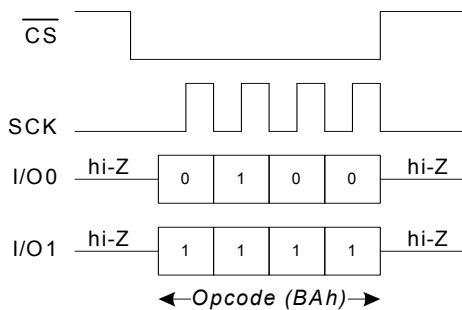 CS
SCK
I/O0 hi-Z 0 1 0 0 hi-Z
I/O1 hi-Z 1 1 1 1 hi-Z
Opcode (BAh)